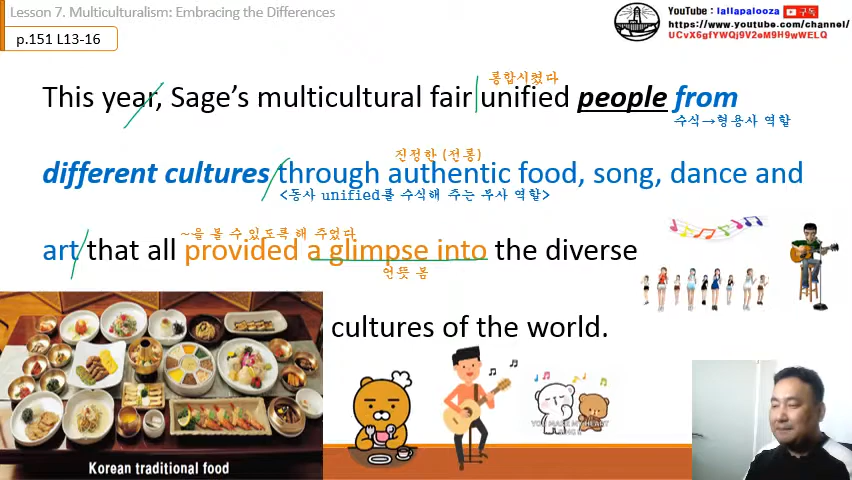 Lesson 7. Multiculturalism: Embracing the Differences
YouTube : lallapalooza 구독
https://www.youtube.com/channel/
UCvX6gfYWQj9V2eM9H9wWELQ
p.151 L13-16
통합시켰다
This year, Sage's multicultural fair unified people from
수식→형용사 역할
진정한 (전통)
different cultures through authentic food, song, dance and
<동사 unified를 수식해 주는 부사 역할>
~을 볼 수 있도록 해 주었다
art that all provided a glimpse into the diverse
언뜻 봄
cultures of the world.
YOU MAKE MY HEART
Korean traditional food